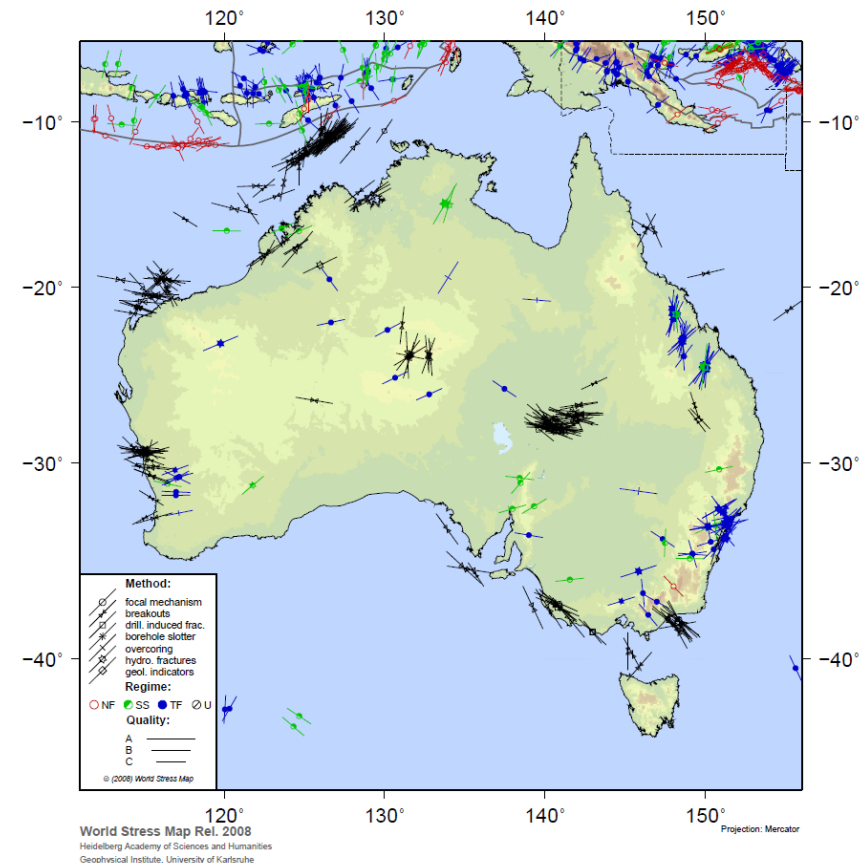 120˚ 130˚ 140˚ 150˚
−10˚ −10˚
−20˚ −20˚
−30˚ −30˚
−40˚ −40˚
Method:
focal mechanism
breakouts
drill. induced frac.
borehole slotter
overcoring
hydro. fractures
geol. indicators
Regime:
NF SS TF U
Quality:
A
B
C
© (2008) World Stress Map
120˚ 130˚ 140˚ 150˚
World Stress Map Rel. 2008
Projection: Mercator
Heidelberg Academy of Sciences and Humanities
Geophysical Institute, University of Karlsruhe